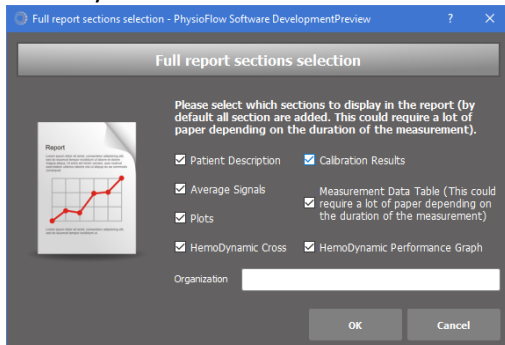 Full report sections selection - PhysioFlow Software DevelopmentPreview
Full report sections selection
Please select which sections to display in the report (by
default all section are added. This could require a lot of
paper depending on the duration of the measurement).
Report
Patient Description
Calibration Results
Average Signals
Measurement Data Table (This could
require a lot of paper depending on
the duration of the measurement)
Plots
HemoDynamic Cross
HemoDynamic Performance Graph
Organization
OK
Cancel